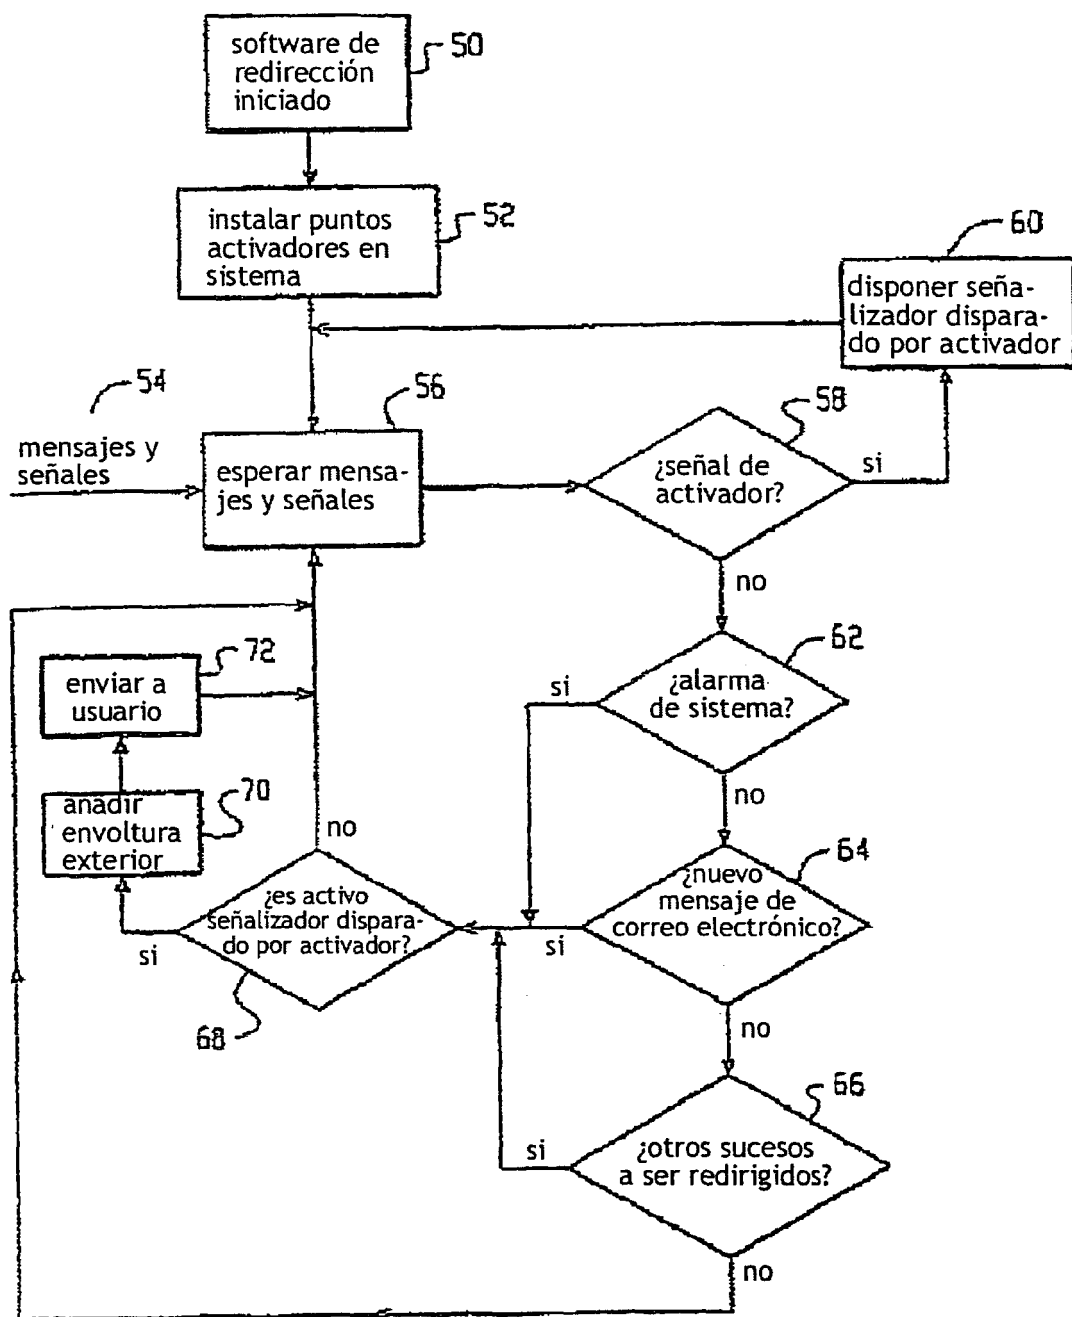 software de
redirección
iniciado
50
instalar puntos
activadores en
sistema
52
60
disponer seña-
lizador dispara-
do por activador
54
mensajes y
señales
56
esperar mensa-
jes y señales
58
¿señal de
activador?
si
no
62
¿alarma
de sistema?
si
no
72
enviar a
usuario
70
anadir
envoltura
exterior
no
64
¿nuevo
mensaje de
correo electrónico?
si
no
¿es activo
señalizador dispara-
do por activador?
si
68
66
¿otros sucesos
a ser redirigidos?
si
no